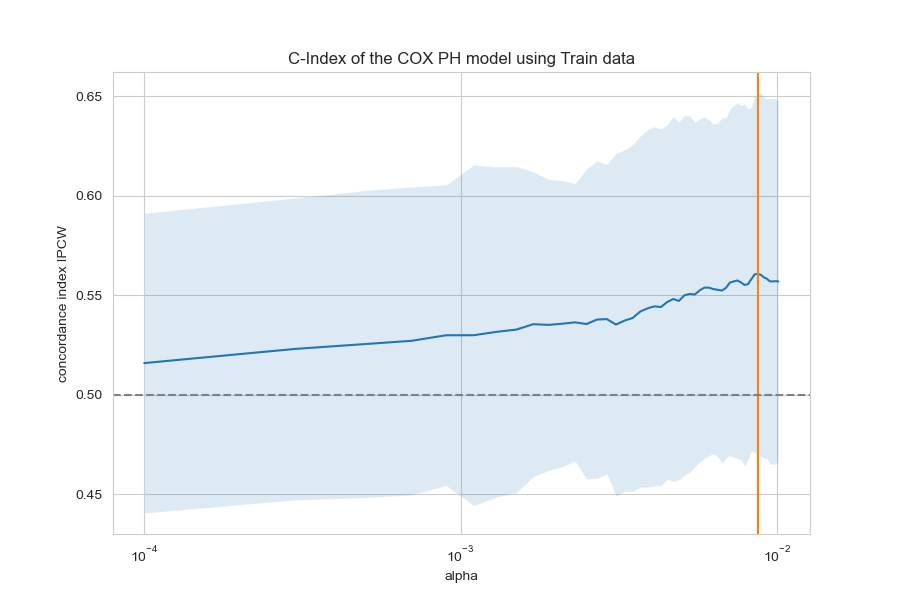 C-Index of the COX PH model using Train data
concordance index IPCW
0.65
0.60
0.55
0.50
0.45
10⁻⁴ 10⁻³ 10⁻²
alpha